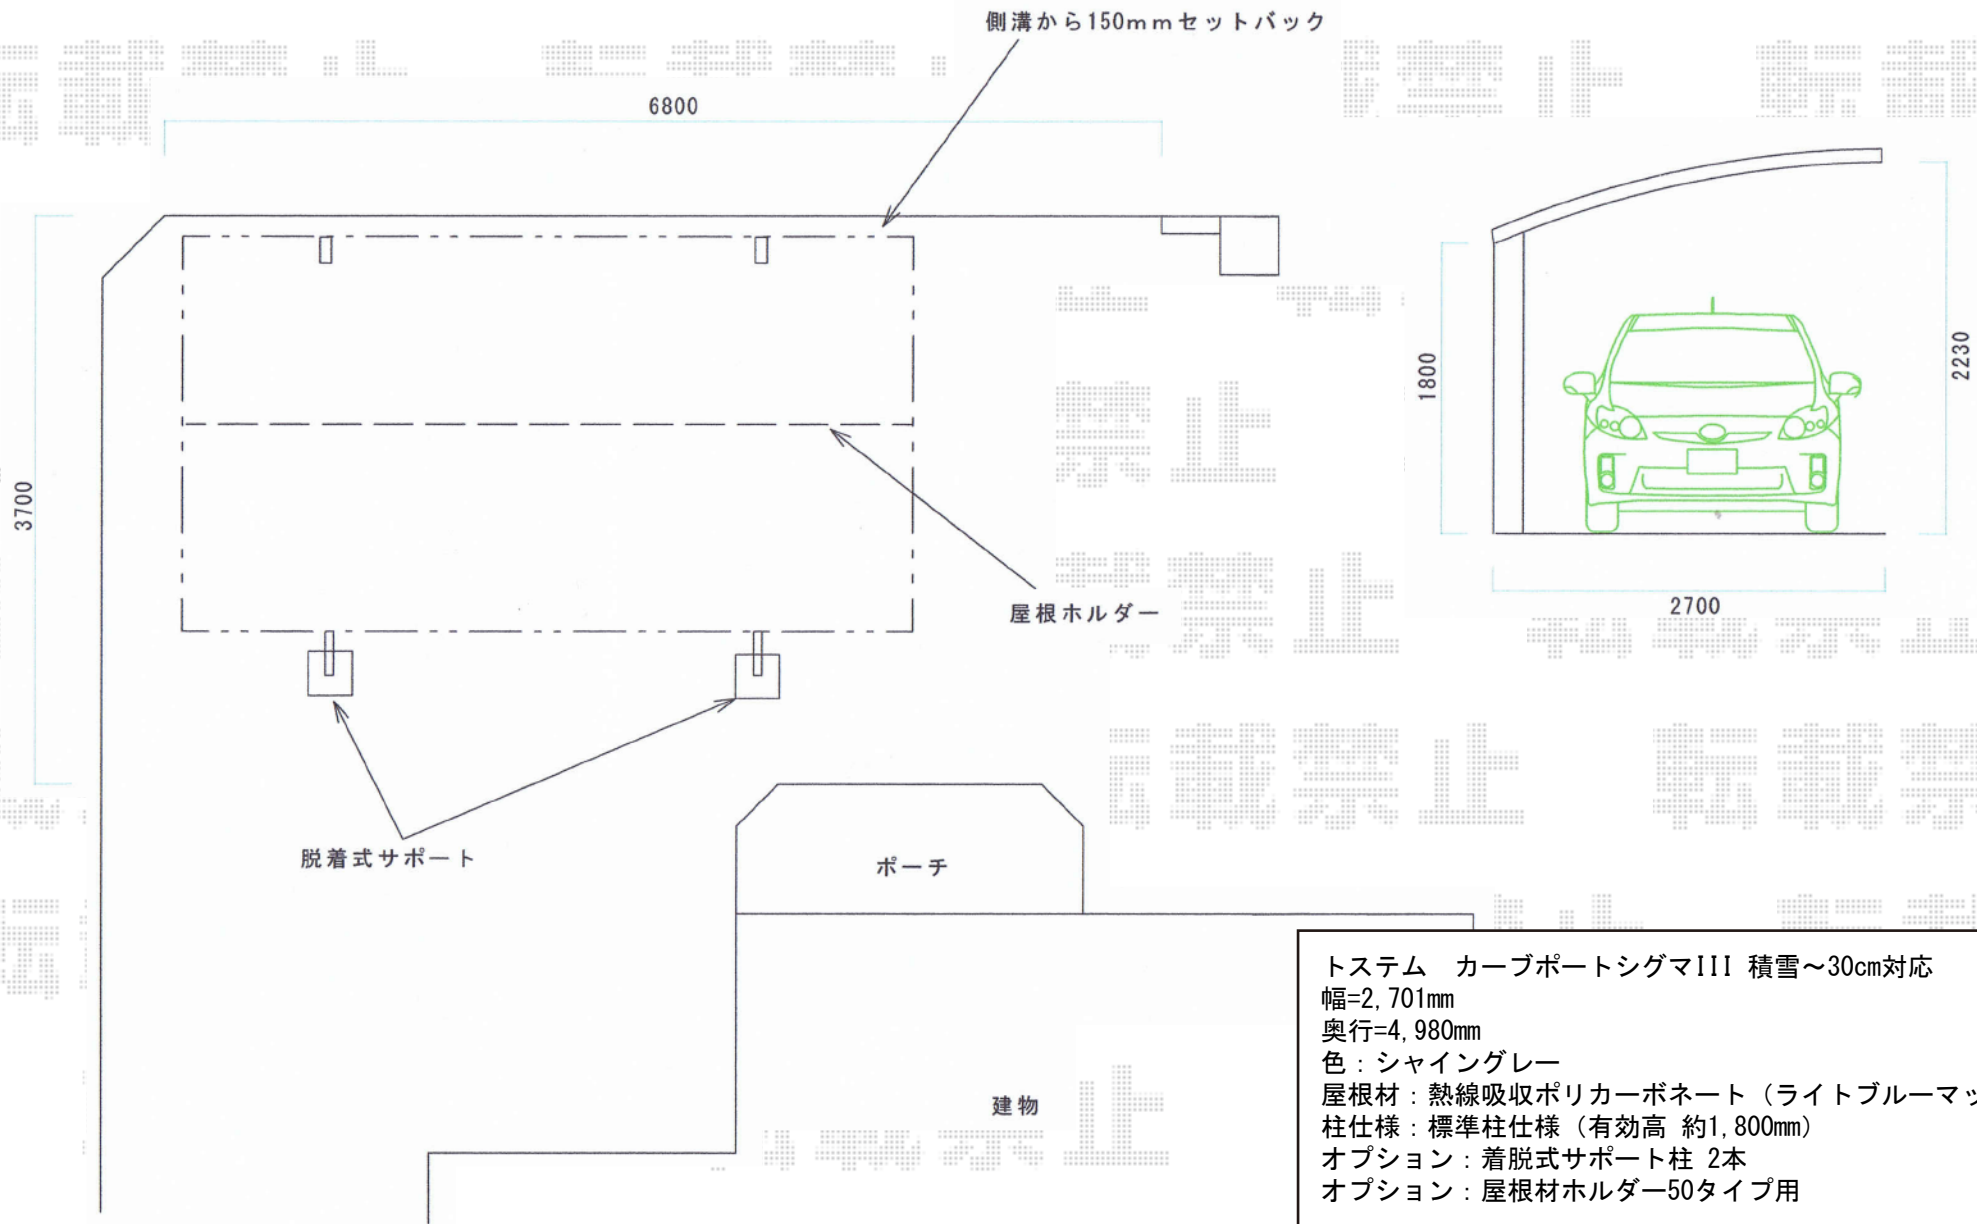 側溝から150mmセットバック
6800
3700
1800
2230
2700
屋根ホルダー
脱着式サポート
ポーチ
建物
トステム　カーブポートシグマIII 積雪～30cm対応
幅=2,701mm
奥行=4,980mm
色：シャイングレー
屋根材：熱線吸収ポリカーボネート（ライトブルーマッ
柱仕様：標準柱仕様（有効高 約1,800mm）
オプション：着脱式サポート柱 2本
オプション：屋根材ホルダー50タイプ用
転載禁止